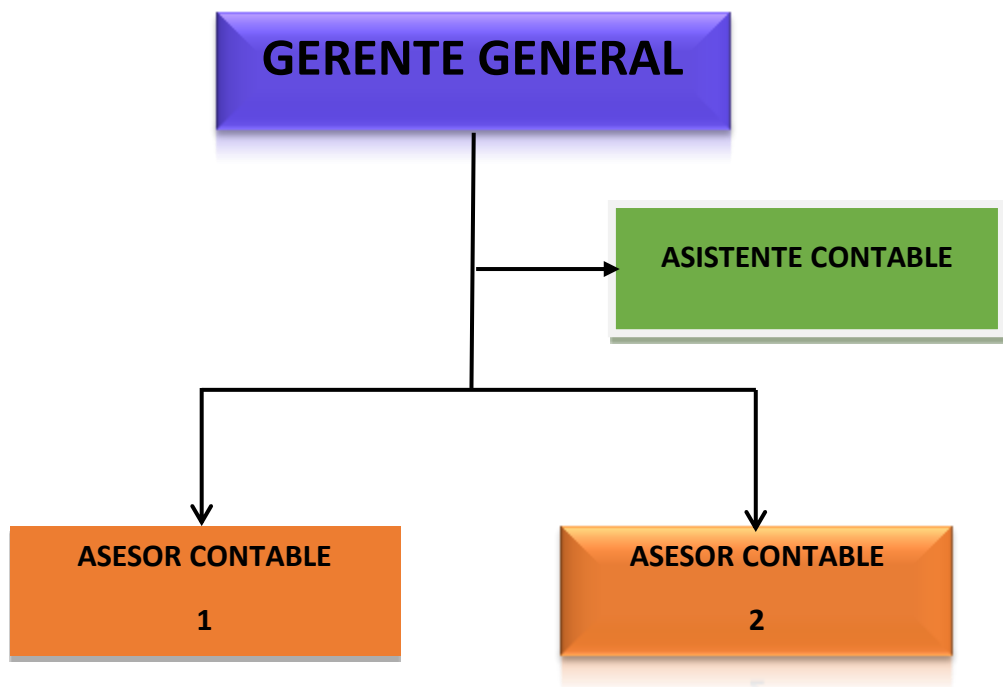 GERENTE GENERAL
ASISTENTE CONTABLE
ASESOR CONTABLE
1
ASESOR CONTABLE
2